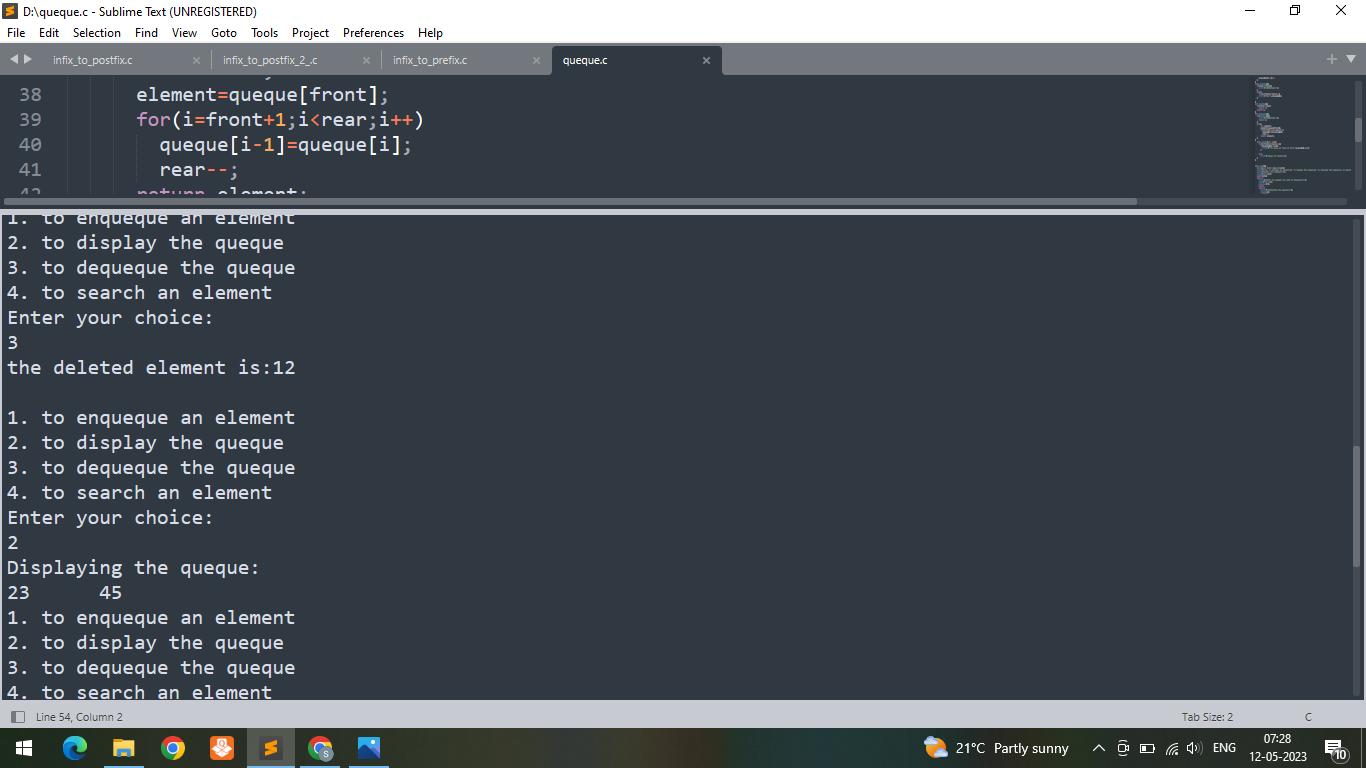 D:\queque.c - Sublime Text (UNREGISTERED)
File Edit Selection Find View Goto Tools Project Preferences Help
infix_to_postfix.c infix_to_postfix_2_.c infix_to_prefix.c queque.c
38 element=queque[front];
39 for(i=front+1;i<rear;i++)
40 queque[i-1]=queque[i];
41 rear--;
42 return element;
1. to enqueque an element
2. to display the queque
3. to dequeque the queque
4. to search an element
Enter your choice:
3
the deleted element is:12
1. to enqueque an element
2. to display the queque
3. to dequeque the queque
4. to search an element
Enter your choice:
2
Displaying the queque:
23 45
1. to enqueque an element
2. to display the queque
3. to dequeque the queque
4. to search an element
Line 54, Column 2 Tab Size: 2 C
S 21°C Partly sunny ENG 07:28
12-05-2023 10